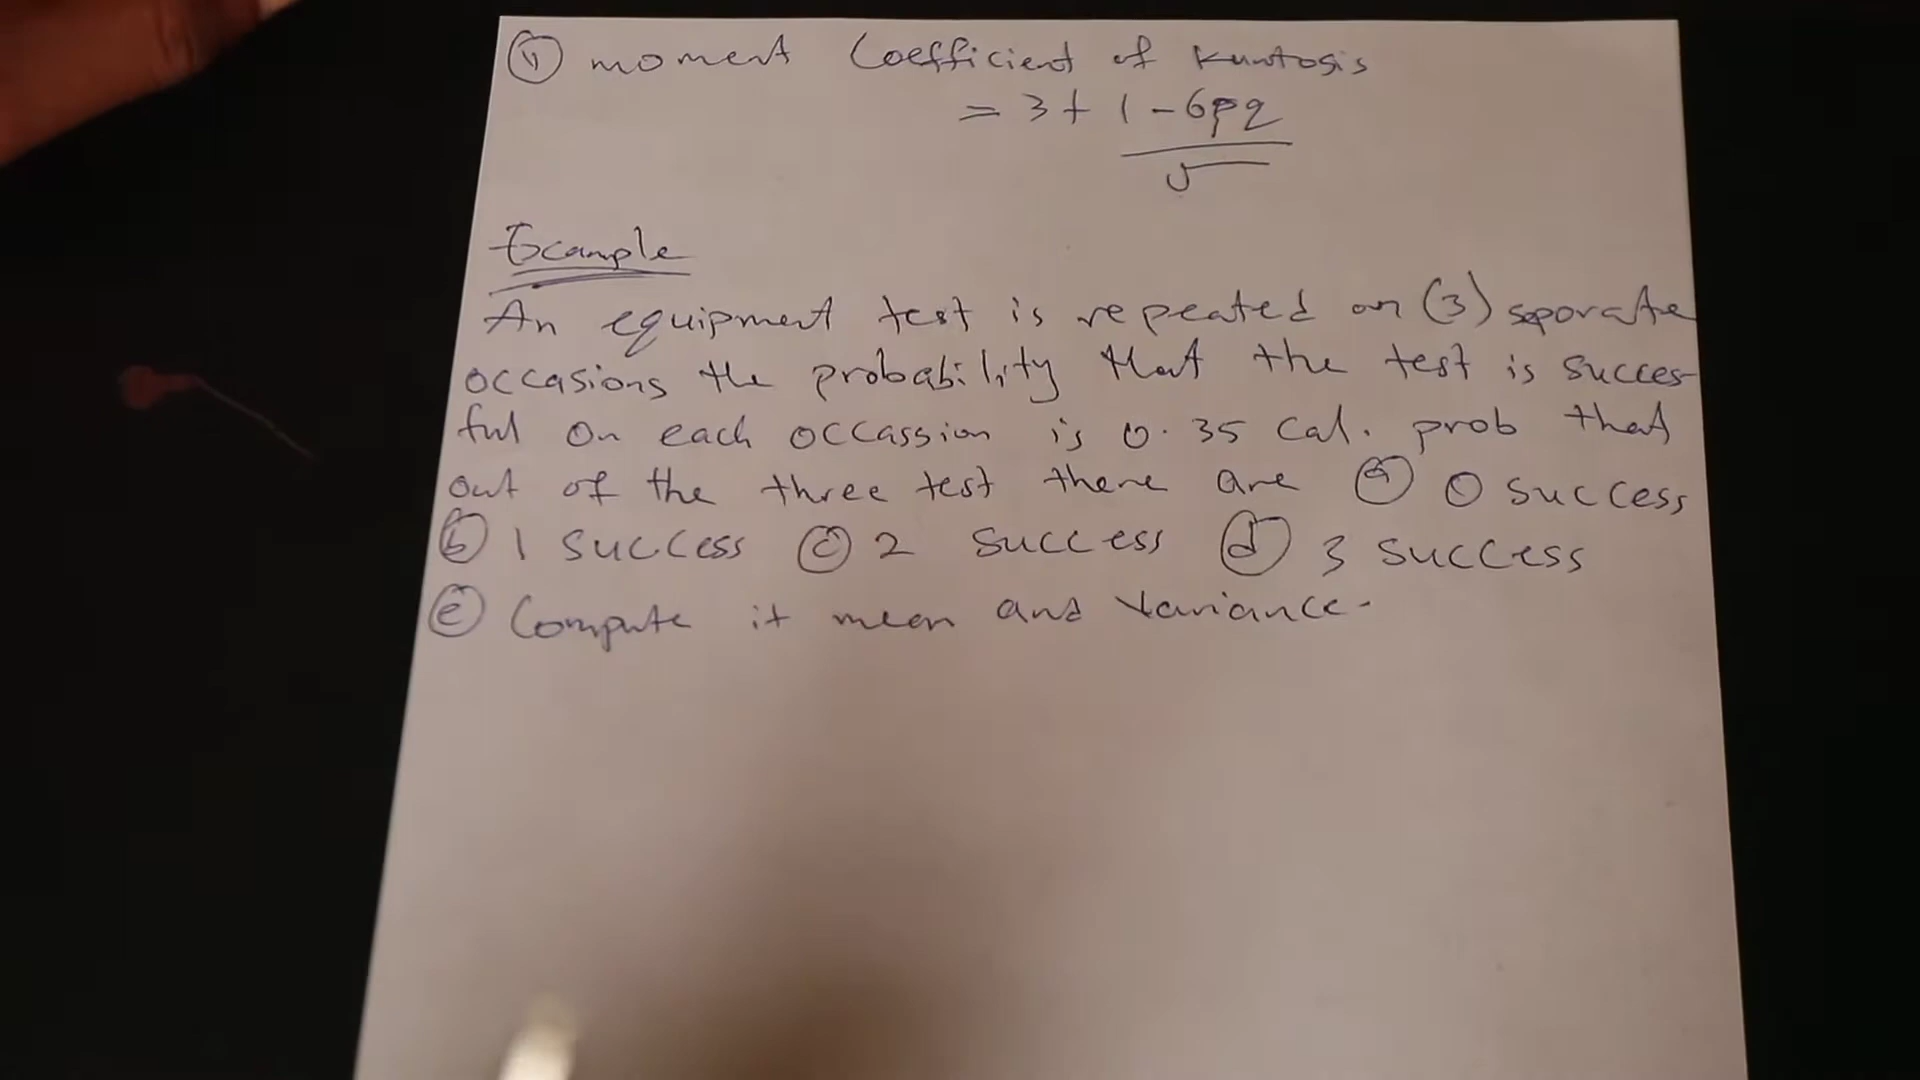 (v) moment Coefficient of Kuntosis
= 3 + 1 - 6pq
√
Example
An equipment test is repeated on (3) seporate
occasions the probability that the test is succes-
ful on each occassion is 0.35 Cal. prob that
out of the three test there are (a) 0 success
(b) 1 success (c) 2 success (d) 3 success
(e) Compute it mean and Variance.